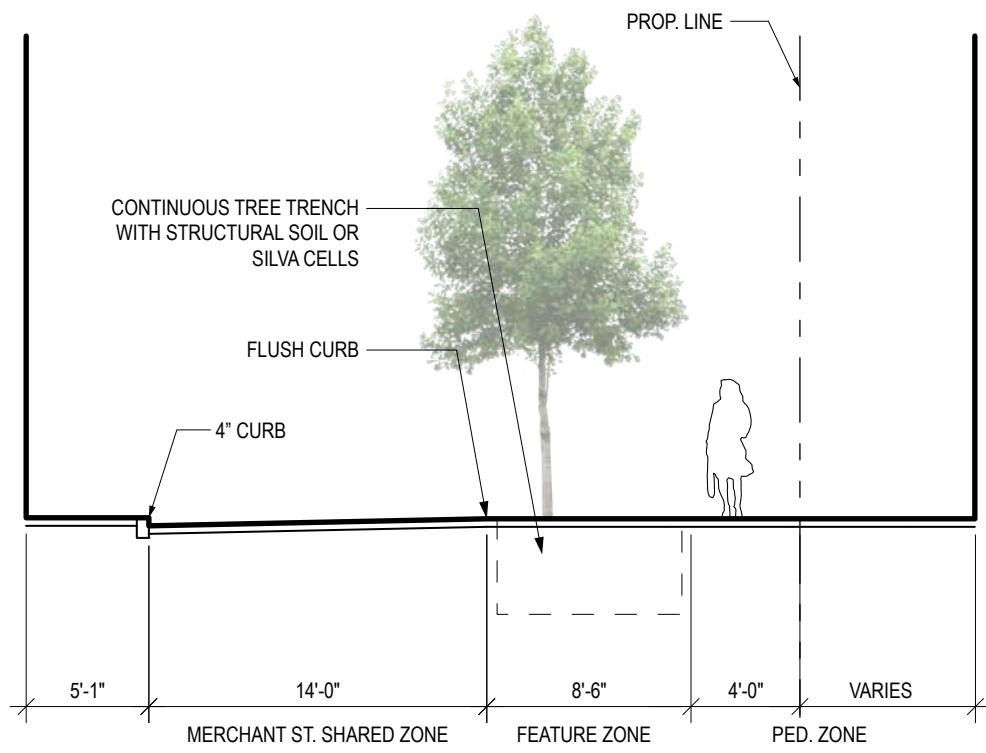 PROP. LINE
CONTINUOUS TREE TRENCH
WITH STRUCTURAL SOIL OR
SILVA CELLS
FLUSH CURB
4” CURB
5'-1" 14'-0" 8'-6" 4'-0" VARIES
MERCHANT ST. SHARED ZONE FEATURE ZONE PED. ZONE